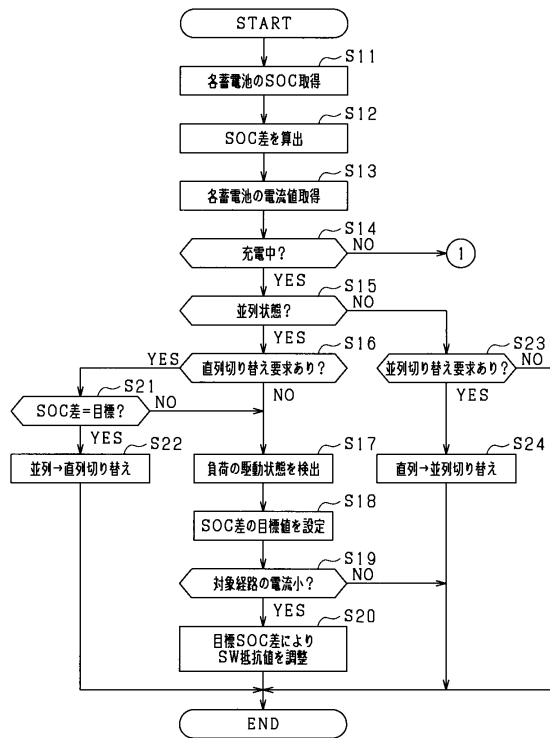 START
S11
各蓄電池のSOC取得
S12
SOC差を算出
S13
各蓄電池の電流値取得
S14
充電中?
NO
1
YES
S15
並列状態?
NO
YES
S16
直列切り替え要求あり?
YES
NO
S23
並列切り替え要求あり?
NO
YES
S21
SOC差=目標?
NO
YES
S22
並列→直列切り替え
S17
負荷の駆動状態を検出
S24
直列→並列切り替え
S18
SOC差の目標値を設定
S19
対象経路の電流小?
NO
YES
S20
目標SOC差により
SW抵抗値を調整
END